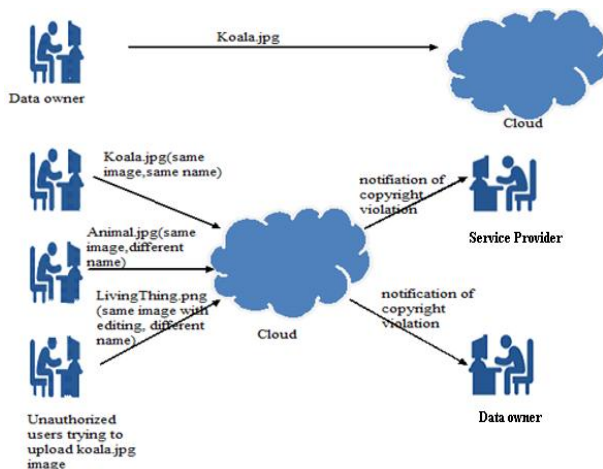 Koala.jpg
Data owner
Cloud
Koala.jpg(same
image,same name)
notifiation of
copyright
violation
Service Provider
Animal.jpg(same
image,different
name)
LivingThing.png
(same image with
editing, different
name)
Cloud
notification of
copyright
violation
Data owner
Unauthorized
users trying to
upload koala.jpg
image